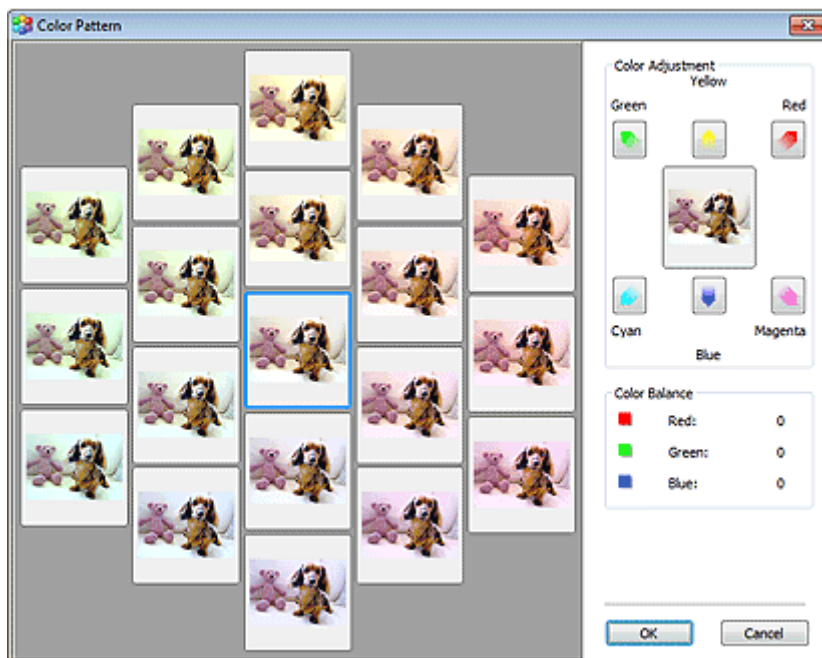 Color Pattern
Color Adjustment
Yellow
Green
Red
Cyan
Magenta
Blue
Color Balance
Red: 0
Green: 0
Blue: 0
OK
Cancel